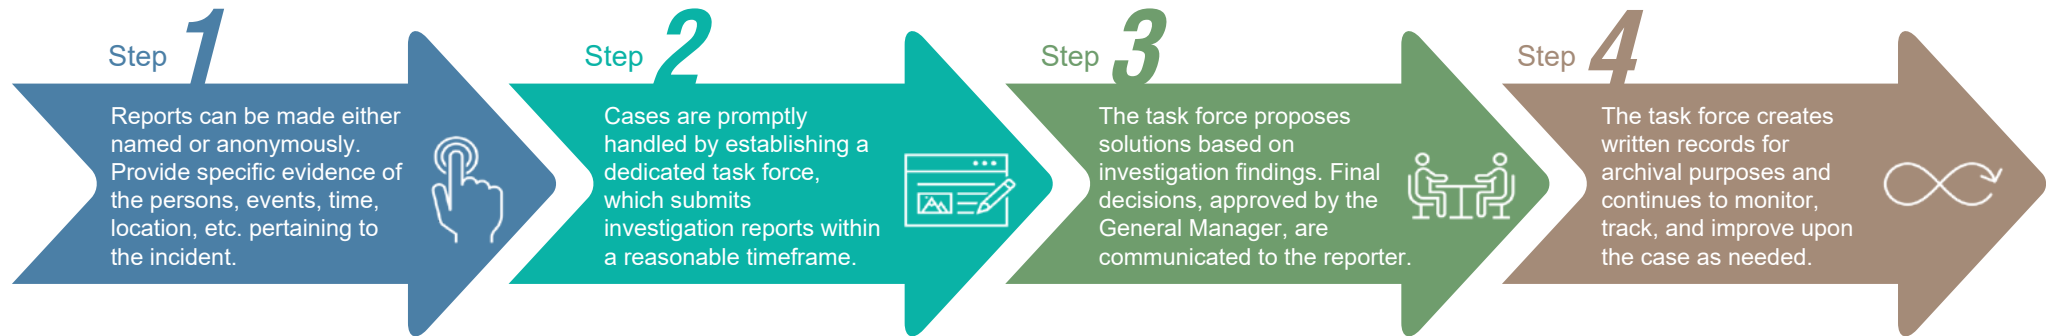 Step 1
Reports can be made either
named or anonymously.
Provide specific evidence of
the persons, events, time,
location, etc. pertaining to
the incident.
Step 2
Cases are promptly
handled by establishing a
dedicated task force,
which submits
investigation reports within
a reasonable timeframe.
Step 3
The task force proposes
solutions based on
investigation findings. Final
decisions, approved by the
General Manager, are
communicated to the reporter.
Step 4
The task force creates
written records for
archival purposes and
continues to monitor,
track, and improve upon
the case as needed.